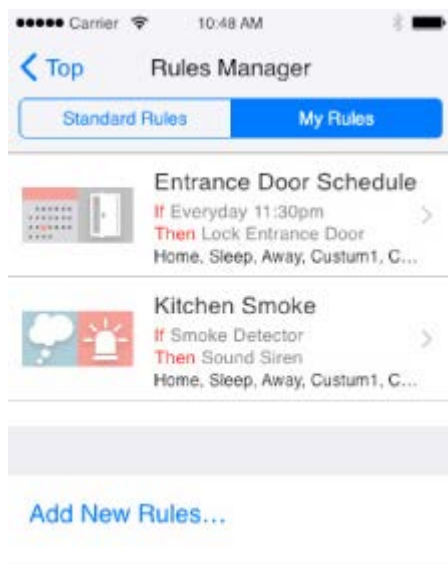 Carrier 10:48 AM
Top Rules Manager
Standard Rules My Rules
Entrance Door Schedule
If Everyday 11:30pm
Then Lock Entrance Door
Home, Sleep, Away, Custum1, C...
Kitchen Smoke
If Smoke Detector
Then Sound Siren
Home, Sleep, Away, Custum1, C...
Add New Rules...